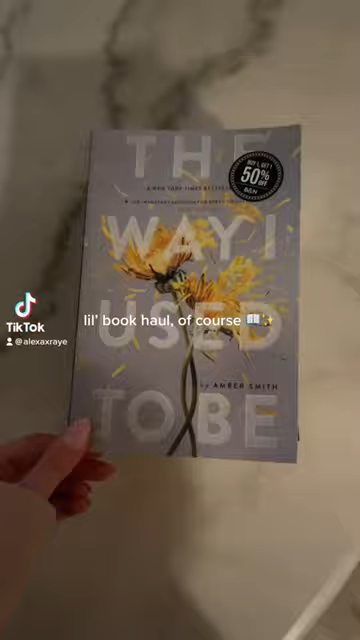 THE
BUY 1, GET 1
50%
OFF
B&N
A NEW YORK TIMES BESTSELLER
WAY I
USED
TO BE
by AMBER SMITH
lil' book haul, of course 📖✨
TikTok
@alexaxraye